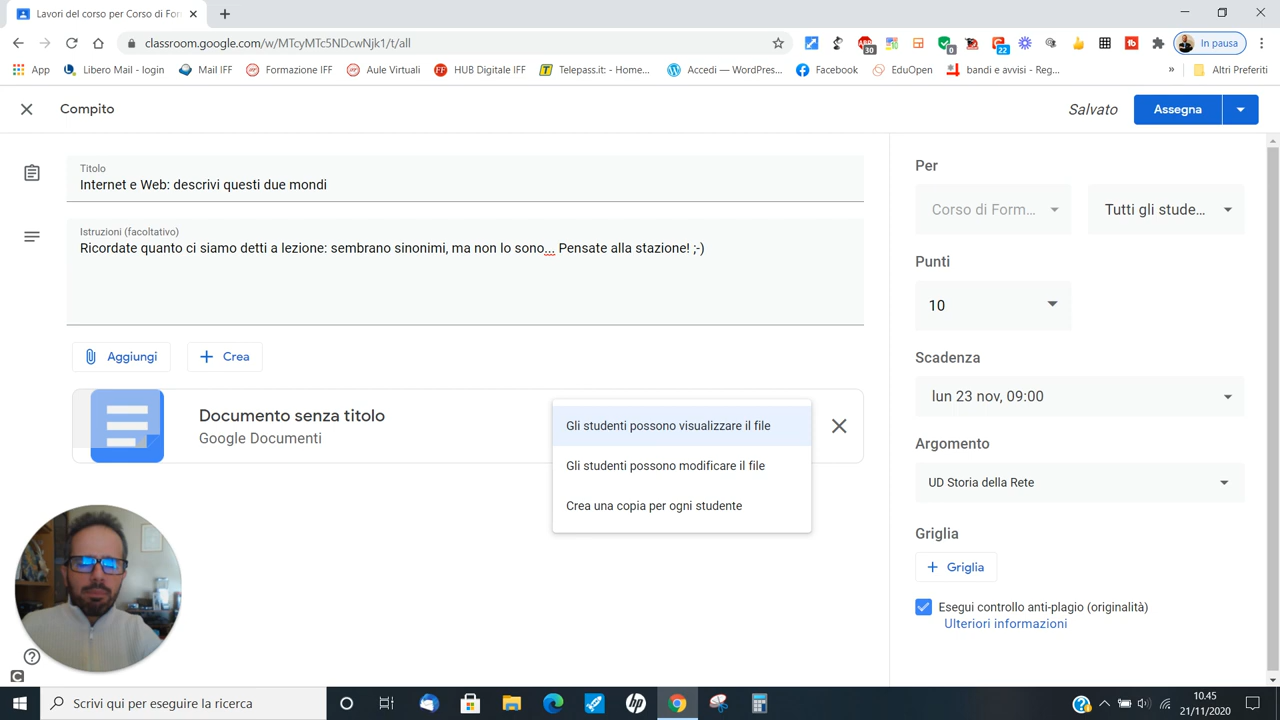 Lavori del corso per Corso di For
classroom.google.com/w/MTcyMTc5NDcwNjk1/t/all
30
0
22
In pausa
App
Libero Mail - login
Mail IFF
Formazione IFF
Aule Virtuali
HUB Digitale IFF
Telepass.it: - Home...
Accedi — WordPres...
Facebook
EduOpen
bandi e avvisi - Reg...
»
Altri Preferiti
Compito
Salvato
Assegna
Titolo
Internet e Web: descrivi questi due mondi
Istruzioni (facoltativo)
Ricordate quanto ci siamo detti a lezione: sembrano sinonimi, ma non lo sono... Pensate alla stazione! ;-)
Aggiungi
Crea
Documento senza titolo
Google Documenti
Gli studenti possono visualizzare il file
Gli studenti possono modificare il file
Crea una copia per ogni studente
Per
Corso di Form...
Tutti gli stude...
Punti
10
Scadenza
lun 23 nov, 09:00
Argomento
UD Storia della Rete
Griglia
Griglia
Esegui controllo anti-plagio (originalità)
Ulteriori informazioni
Scrivi qui per eseguire la ricerca
10.45
21/11/2020